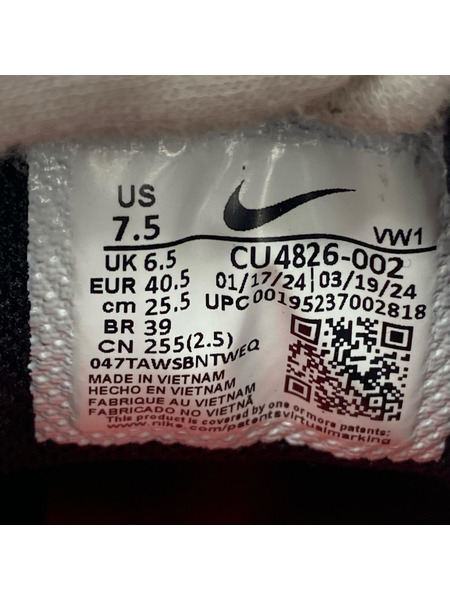 US
7.5
VW1
UK 6.5
CU4826-002
EUR 40.5
01/17/24|03/19/24
cm 25.5
UPC 00195237002818
BR 39
CN 255(2.5)
047TAWSBNTWEQ
MADE IN VIETNAM
HECHO EN VIETNAM
FABRIQUE AU VIETNAM
FABRICADO NO VIETNÃ
This product is covered by one or more patents:
www.nike.com/patentsvirtualmarking